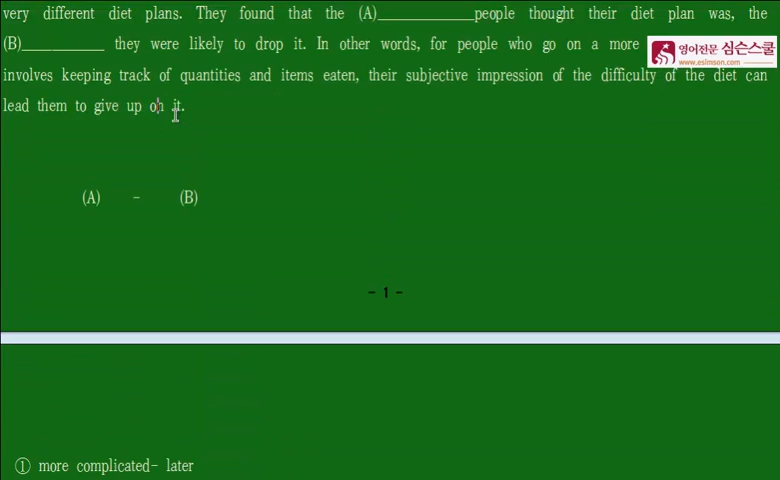 very different diet plans. They found that the (A)____________people thought their diet plan was, the
(B)__________ they were likely to drop it. In other words, for people who go on a more
영어전문 심슨스쿨
www.eslmson.com
involves keeping track of quantities and items eaten, their subjective impression of the difficulty of the diet can
lead them to give up on it.
(A) - (B)
- 1 -
① more complicated- later